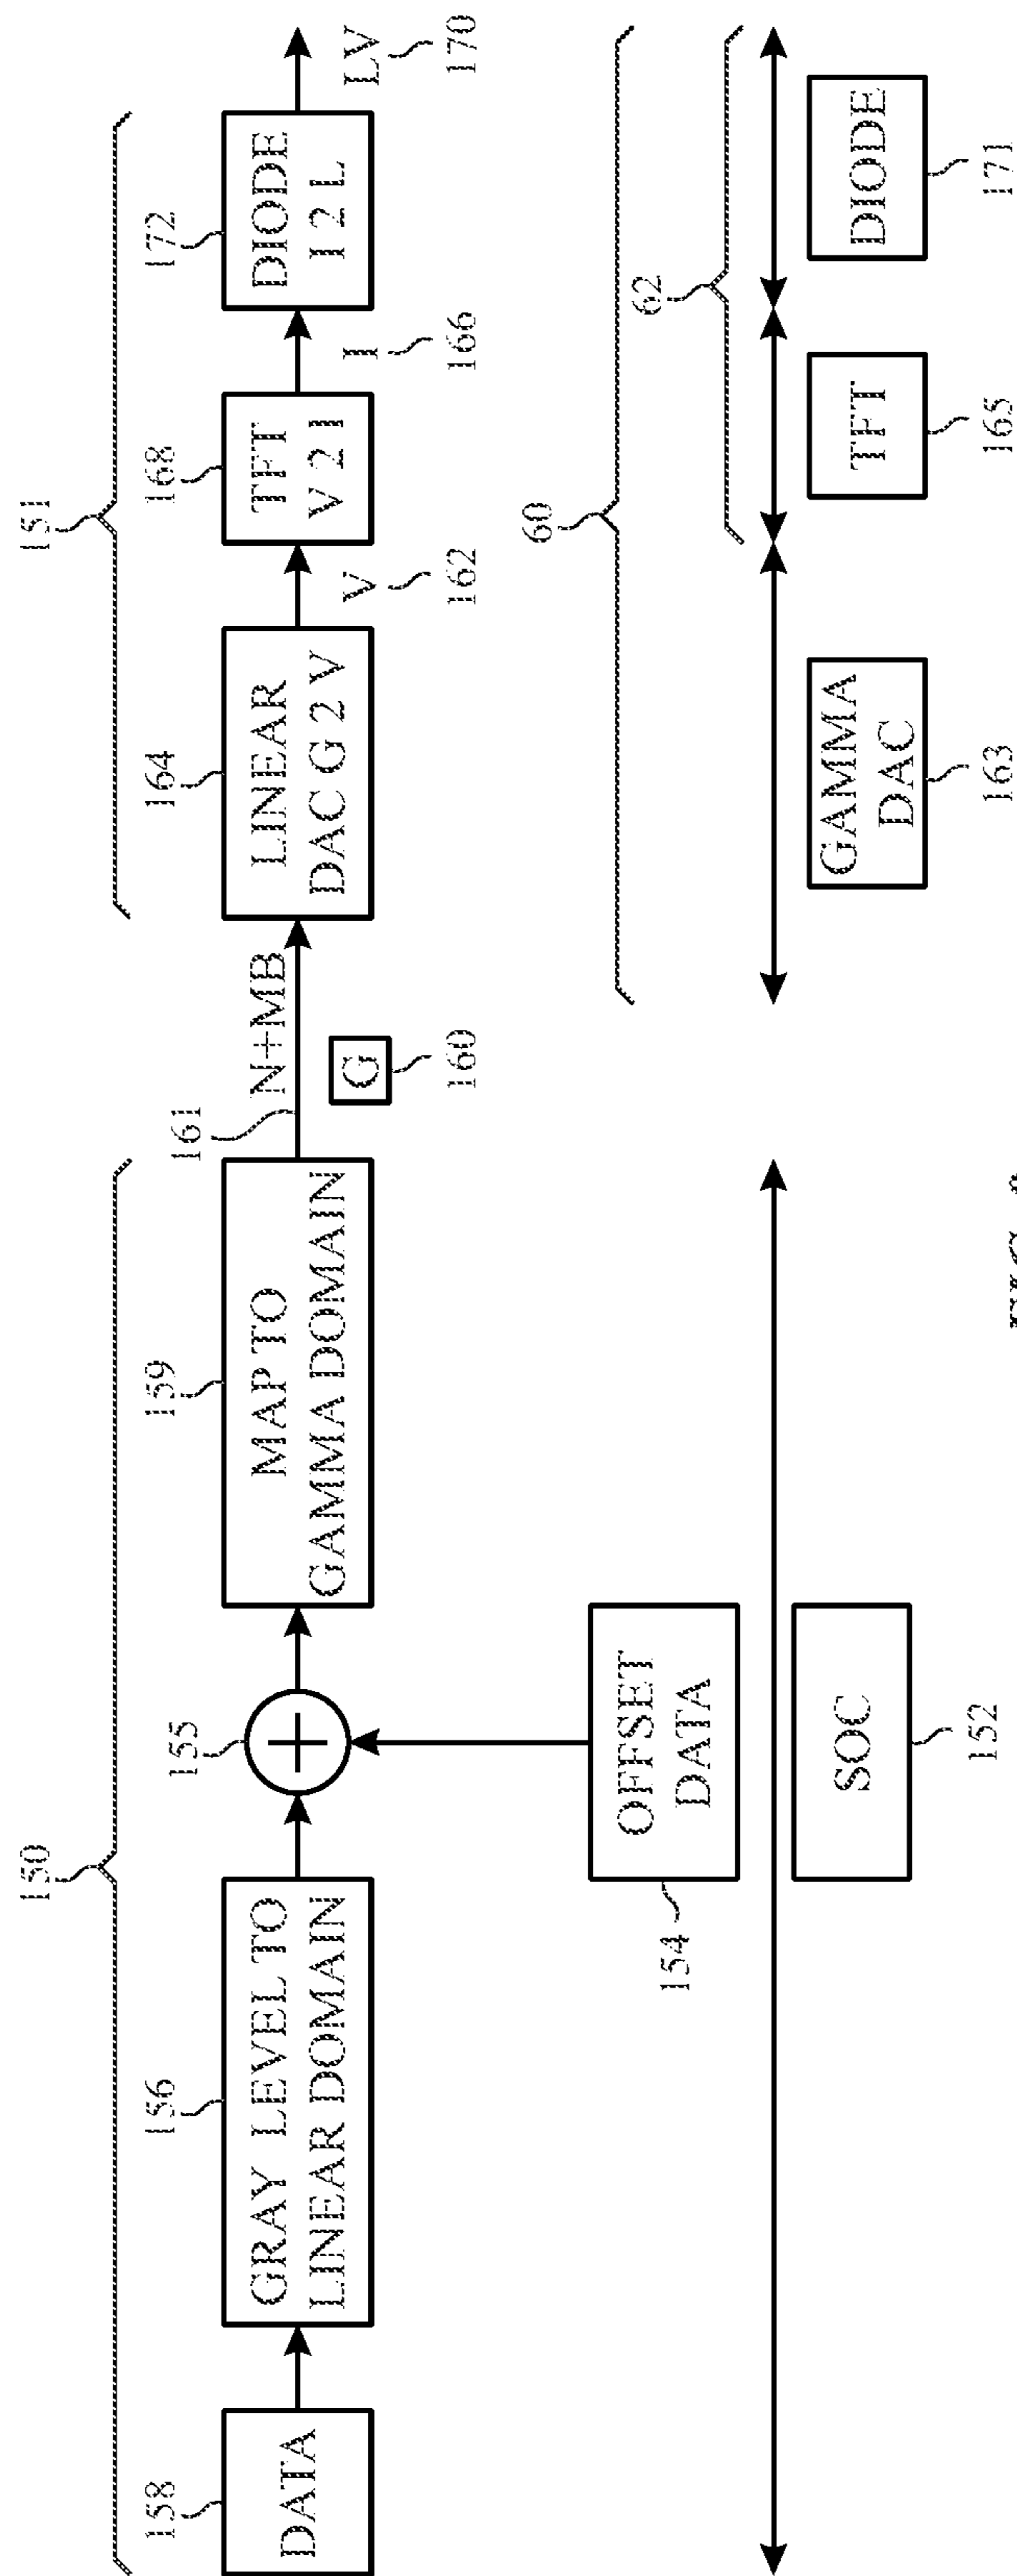 150
151
158
156
155
159
161
164
168
172
DATA
GRAY LEVEL TO
LINEAR DOMAIN
MAP TO
GAMMA DOMAIN
N+MB
LINEAR
DAC G 2 V
TFT
V 2 I
DIODE
I 2 L
G
160
V
162
I
166
LV
170
60
62
OFFSET
DATA
154
SOC
152
GAMMA
DAC
163
TFT
165
DIODE
171